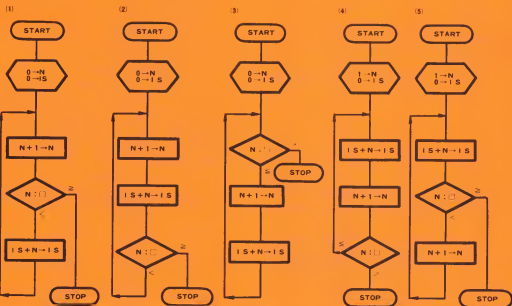 (1)
START
0→N
0→IS
N+1→N
N:□
≥
<
IS+N→IS
STOP
(2)
START
0→N
0→IS
N+1→N
IS+N→IS
N:□
≥
<
STOP
(3)
START
0→N
0→IS
≤
STOP
N+1→N
IS+N→IS
(4)
START
1→N
0→IS
IS+N→IS
N+1→N
≤
N:□
STOP
(5)
START
1→N
0→IS
IS+N→IS
N:□
≥
<
N+1→N
STOP